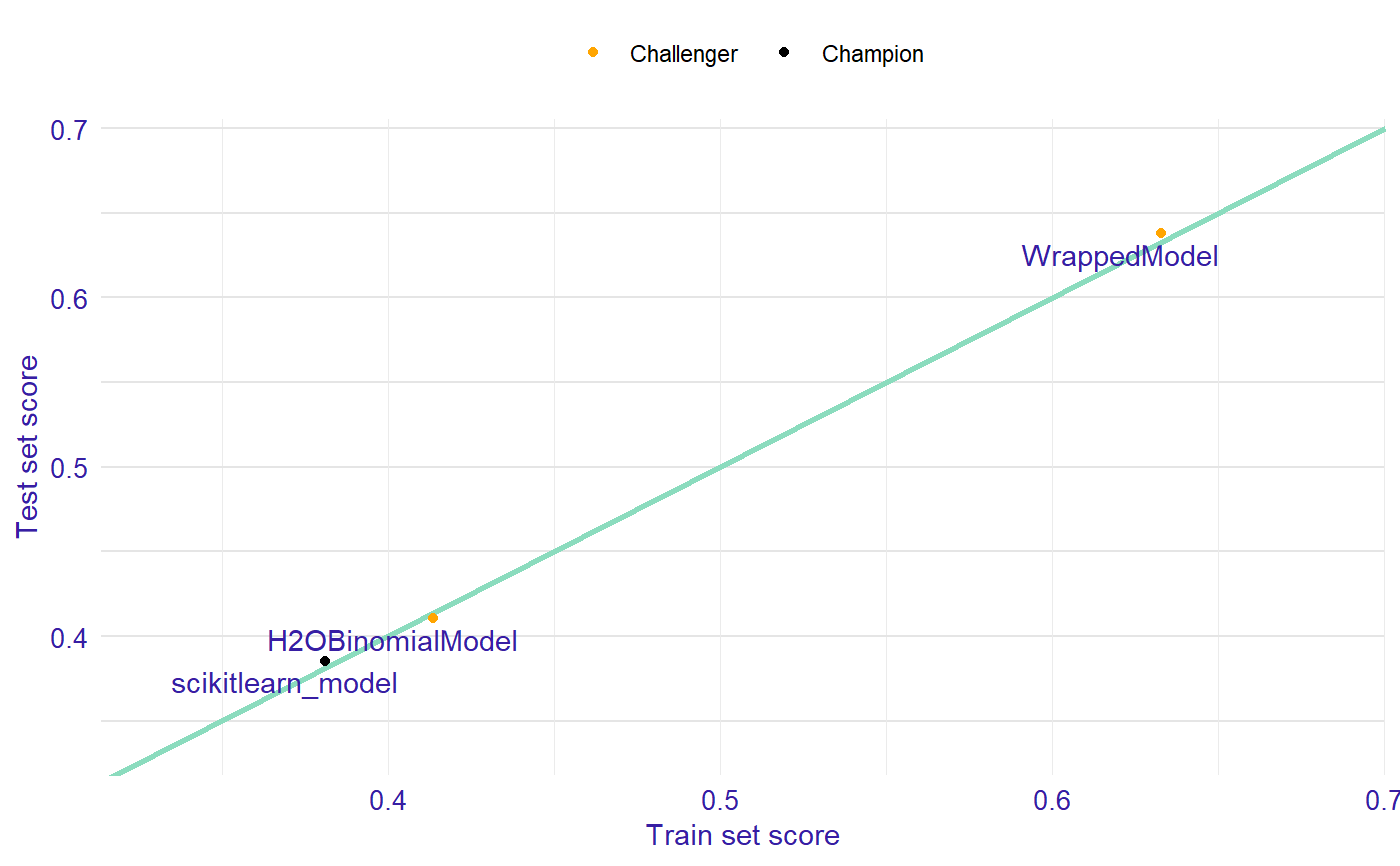 Challenger Champion
0.7
0.6
0.5
0.4
Test set score
WrappedModel
H2OBinomialModel
scikitlearn_model
0.4 0.5 0.6 0.7
Train set score